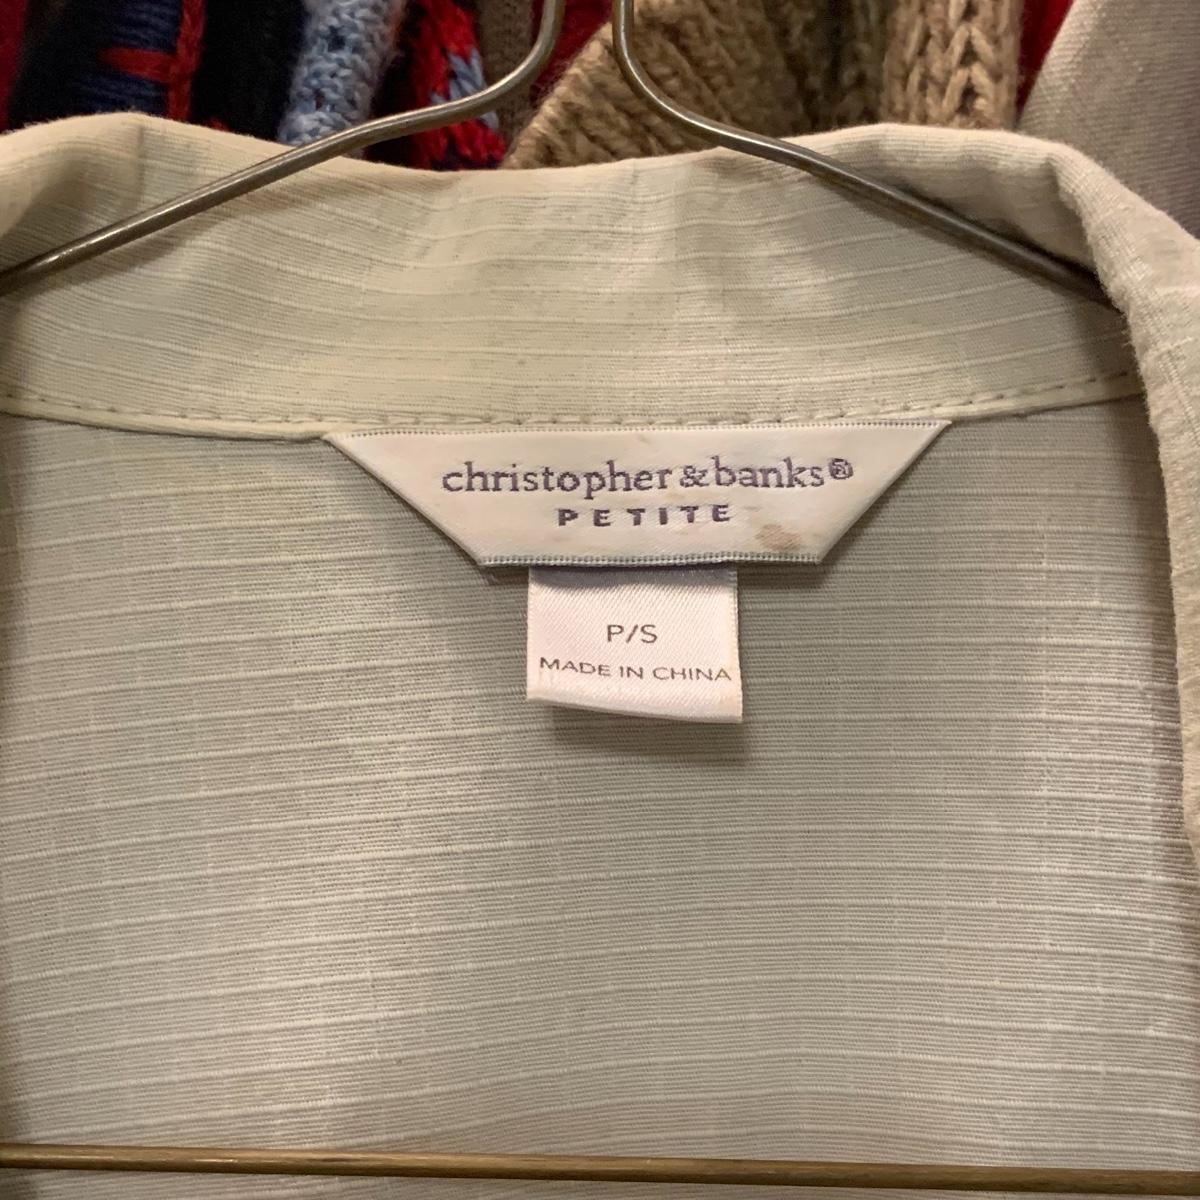 christopher & banks®
PETITE
P/S
MADE IN CHINA